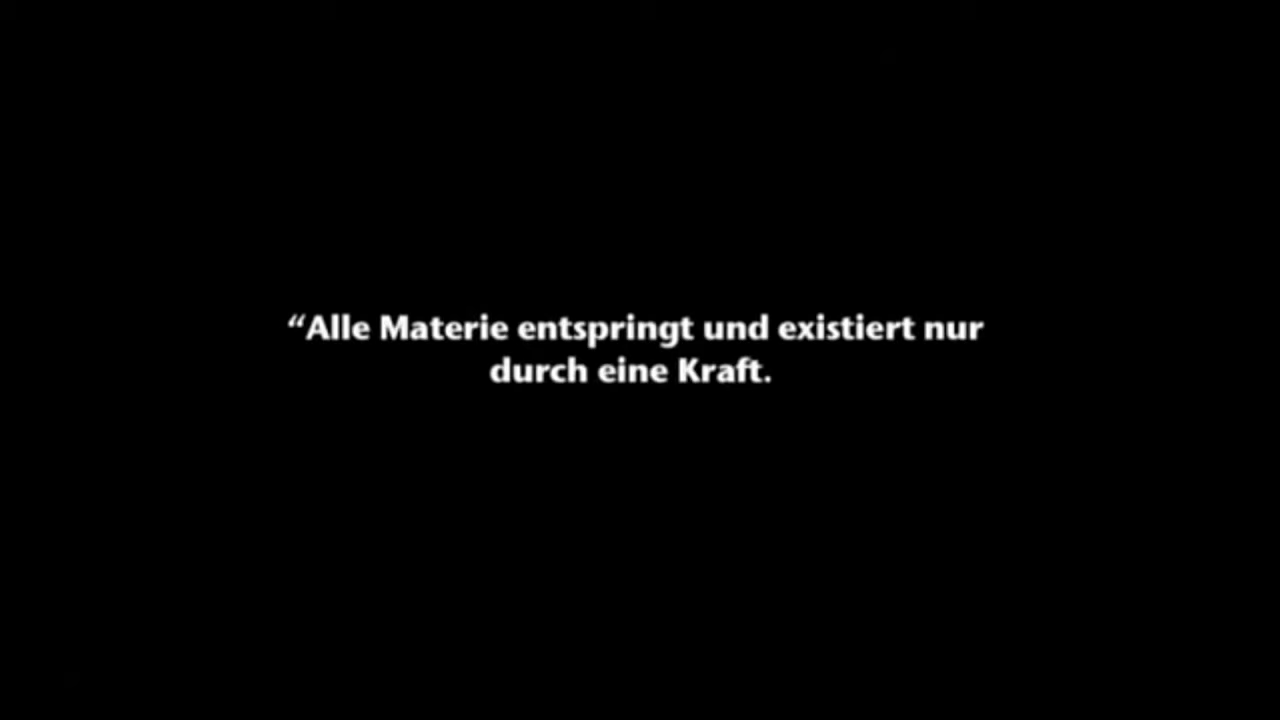 “Alle Materie entspringt und existiert nur
durch eine Kraft.